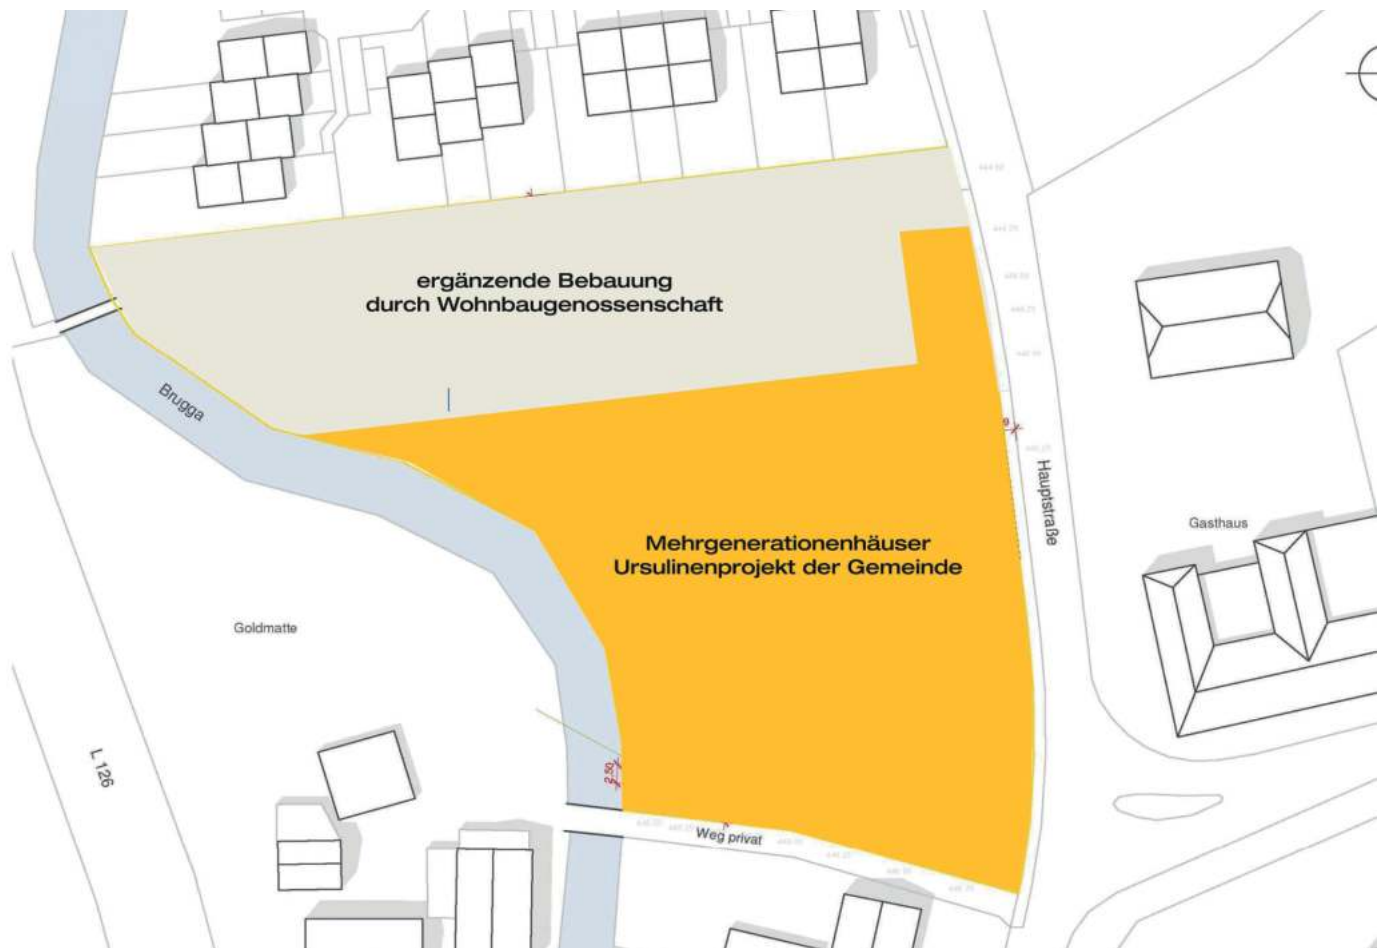 ergänzende Bebauung
durch Wohnbaugenossenschaft
Brugga
Hauptstraße
Gasthaus
Mehrgenerationenhäuser
Ursulinenprojekt der Gemeinde
Goldmatte
L 126
2.50
Weg privat